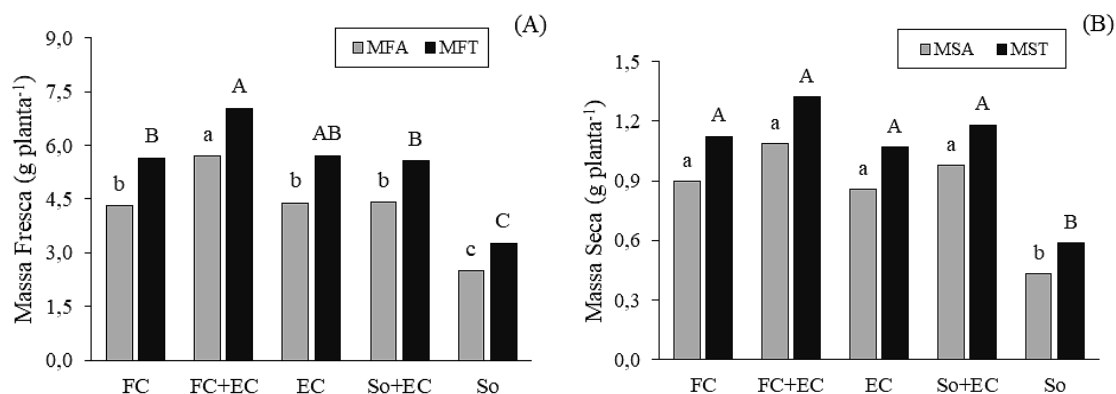 (A)
MFA MFT
Massa Fresca (g planta⁻¹)
9,0
7,5
6,0
4,5
3,0
1,5
0,0
b B
a A
b AB
b B
c C
FC FC+EC EC So+EC So
(B)
MSA MST
Massa Seca (g planta⁻¹)
1,5
1,2
0,9
0,6
0,3
0,0
a A
a A
a A
a A
b B
FC FC+EC EC So+EC So